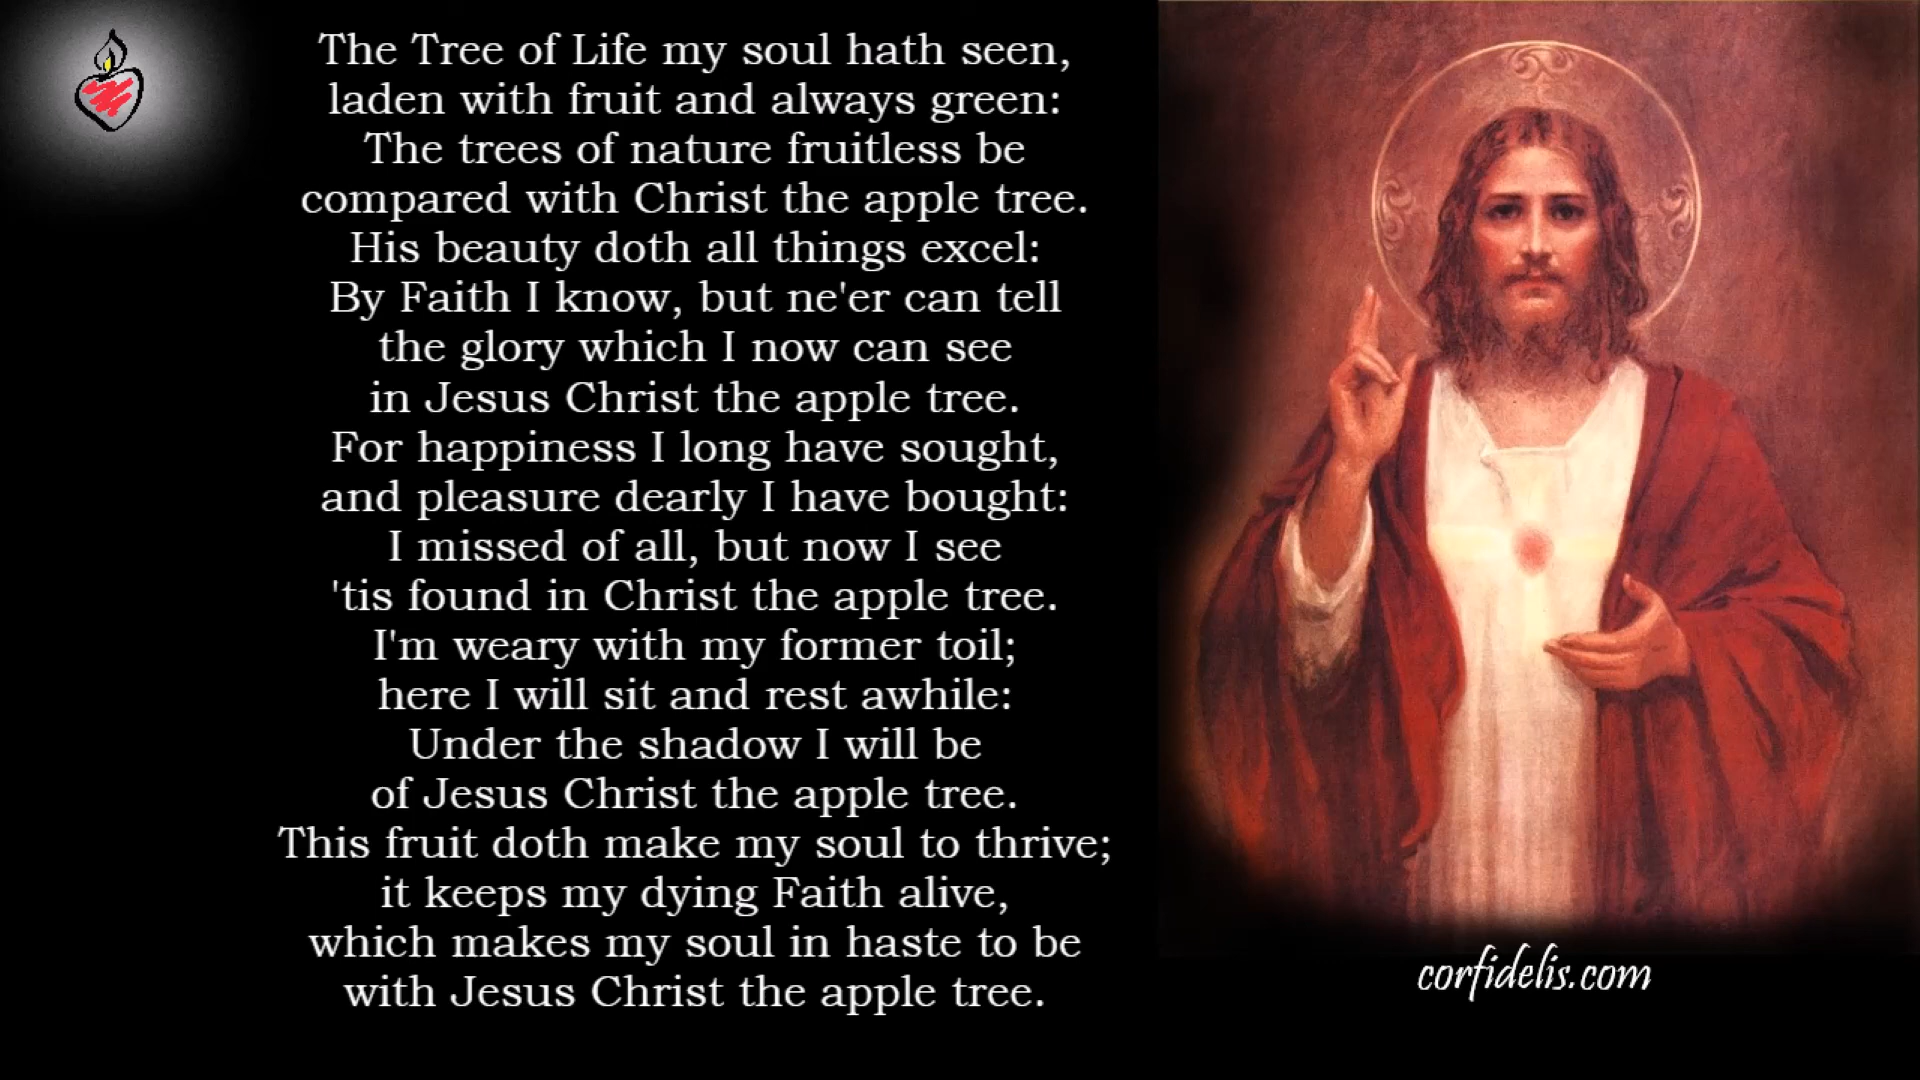 The Tree of Life my soul hath seen,
laden with fruit and always green:
The trees of nature fruitless be
compared with Christ the apple tree.
His beauty doth all things excel:
By Faith I know, but ne'er can tell
the glory which I now can see
in Jesus Christ the apple tree.
For happiness I long have sought,
and pleasure dearly I have bought:
I missed of all, but now I see
'tis found in Christ the apple tree.
I'm weary with my former toil;
here I will sit and rest awhile:
Under the shadow I will be
of Jesus Christ the apple tree.
This fruit doth make my soul to thrive;
it keeps my dying Faith alive,
which makes my soul in haste to be
with Jesus Christ the apple tree.
corfidelis.com